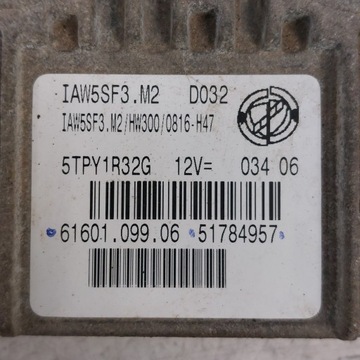 IAW5SF3.M2 D032
IAW5SF3.M2/HW300/0816-H47
5TPY1R32G 12V= 034 06
61601.099.06 51784957